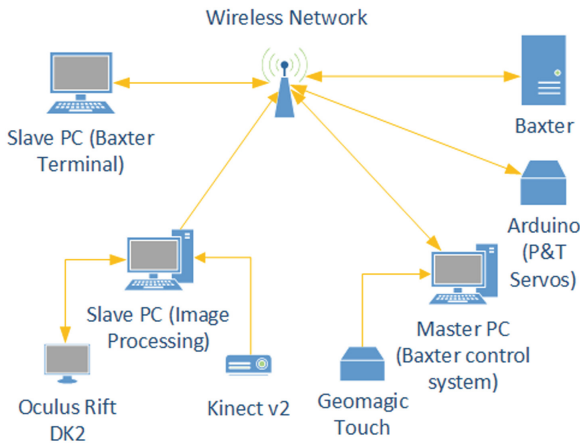 Wireless Network
Slave PC (Baxter
Terminal)
Baxter
Arduino
(P&T
Servos)
Slave PC (Image
Processing)
Master PC
(Baxter control
system)
Oculus Rift
DK2
Kinect v2
Geomagic
Touch